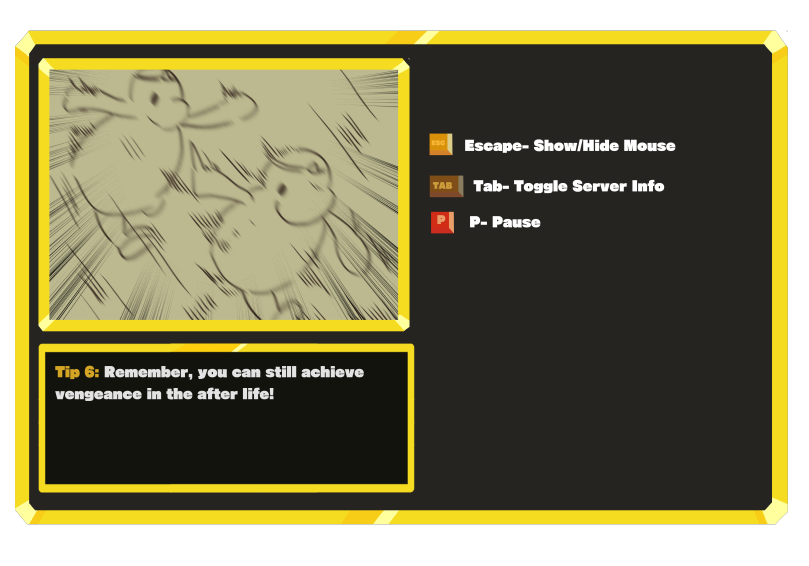 ESC
Escape- Show/Hide Mouse
TAB
Tab- Toggle Server Info
P
P- Pause
Tip 6: Remember, you can still achieve
vengeance in the after life!